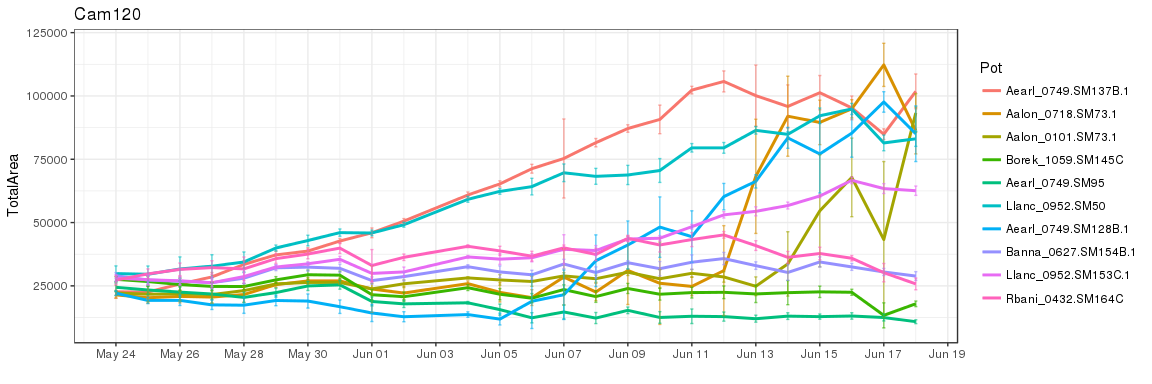 Cam120
TotalArea
125000
100000
75000
50000
25000
May 24 May 26 May 28 May 30 Jun 01 Jun 03 Jun 05 Jun 07 Jun 09 Jun 11 Jun 13 Jun 15 Jun 17 Jun 19
Pot
Aearl_0749.SM137B.1
Aalon_0718.SM73.1
Aalon_0101.SM73.1
Borek_1059.SM145C
Aearl_0749.SM95
Llanc_0952.SM50
Aearl_0749.SM128B.1
Banna_0627.SM154B.1
Llanc_0952.SM153C.1
Rbani_0432.SM164C